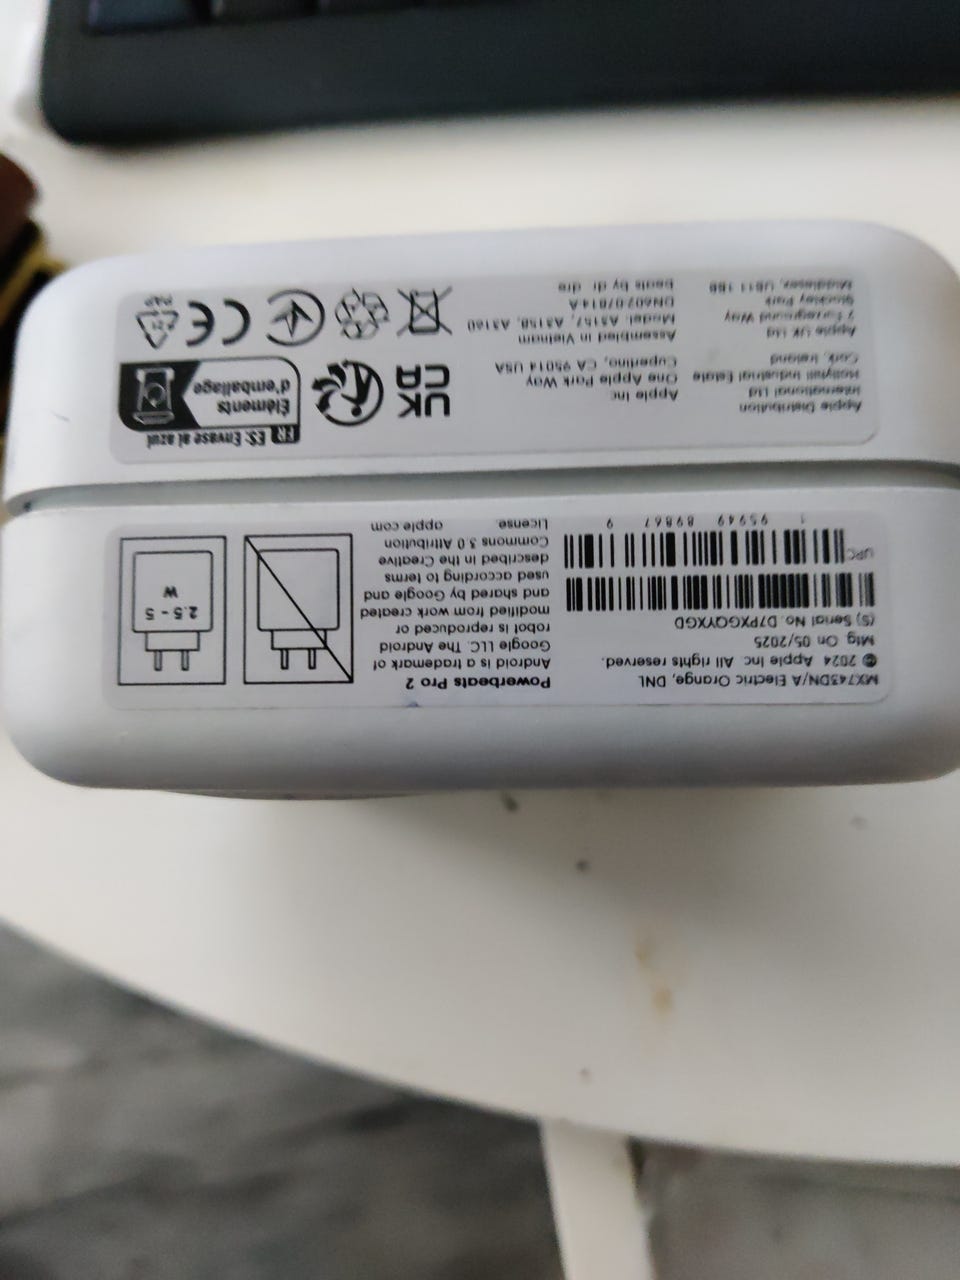 MX743DN/A Electric Orange, DNL
© 2024 Apple Inc. All rights reserved.
Mfg On 05/2025
(S) Serial No. D7PXGQYXGD
UPC
1 95949 89867 9
Powerbeats Pro 2
Android is a trademark of
Google LLC. The Android
robot is reproduced or
modified from work created
and shared by Google and
used according to terms
described in the Creative
Commons 3.0 Attribution
License. apple.com
2.5 - 5
W
Apple Distribution
International Ltd
Hollyhill Industrial Estate
Cork, Ireland
Apple UK Ltd
7 Furzeground Way
Stockley Park
Middlesex, UB11 1BB
Apple Inc.
One Apple Park Way
Cupertino, CA 95014 USA
Assembled in Vietnam
Model: A3157, A3158, A3160
beats by dr. dre
UK
CA
FR ES: Envase al azul
Éléments
d'emballage
CE
21
PAP